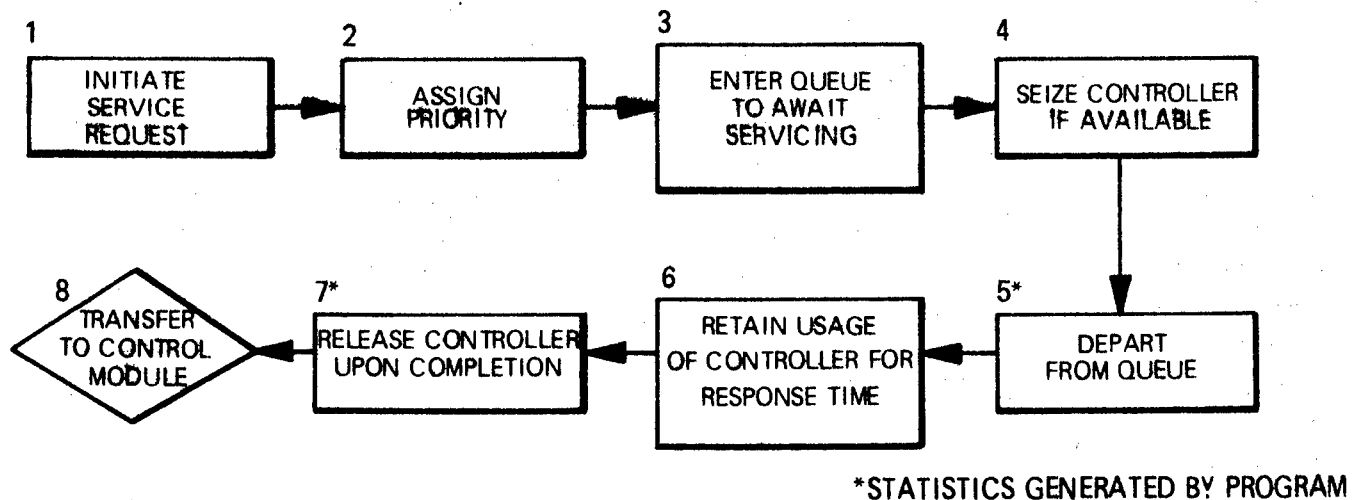 1
INITIATE
SERVICE
REQUEST
2
ASSIGN
PRIORITY
3
ENTER QUEUE
TO AWAIT
SERVICING
4
SEIZE CONTROLLER
IF AVAILABLE
5*
DEPART
FROM QUEUE
6
RETAIN USAGE
OF CONTROLLER FOR
RESPONSE TIME
7*
RELEASE CONTROLLER
UPON COMPLETION
8
TRANSFER
TO CONTROL
MODULE
*STATISTICS GENERATED BY PROGRAM